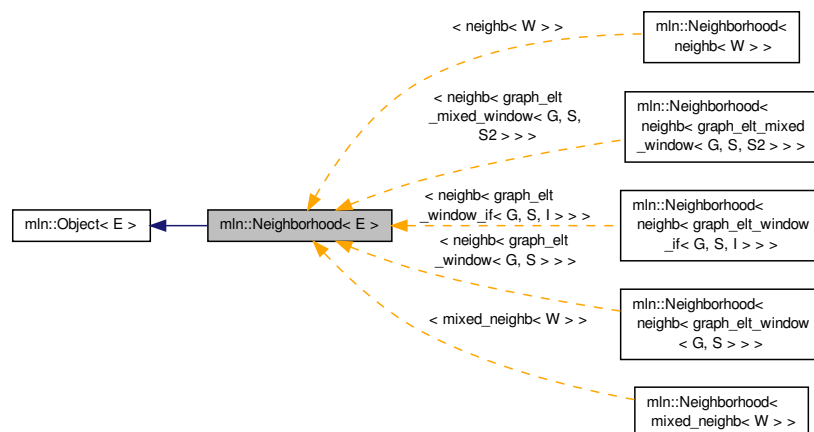 mln::Object< E >
mln::Neighborhood< E >
< neighb< W > >
< neighb< graph_elt
_mixed_window< G, S,
S2 > > >
< neighb< graph_elt
_window_if< G, S, I > > >
< neighb< graph_elt
_window< G, S > > >
< mixed_neighb< W > >
mln::Neighborhood<
neighb< W > >
mln::Neighborhood<
neighb< graph_elt_mixed
_window< G, S, S2 > > >
mln::Neighborhood<
neighb< graph_elt_window
_if< G, S, I > > >
mln::Neighborhood<
neighb< graph_elt_window
< G, S > > >
mln::Neighborhood<
mixed_neighb< W > >